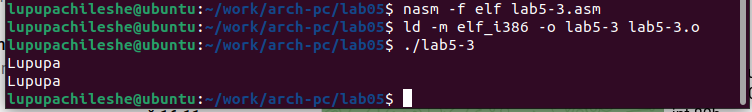 lupupachileshe@ubuntu:~/work/arch-pc/lab05$ nasm -f elf lab5-3.asm
lupupachileshe@ubuntu:~/work/arch-pc/lab05$ ld -m elf_i386 -o lab5-3 lab5-3.o
lupupachileshe@ubuntu:~/work/arch-pc/lab05$ ./lab5-3
Lupupa
Lupupa
lupupachileshe@ubuntu:~/work/arch-pc/lab05$